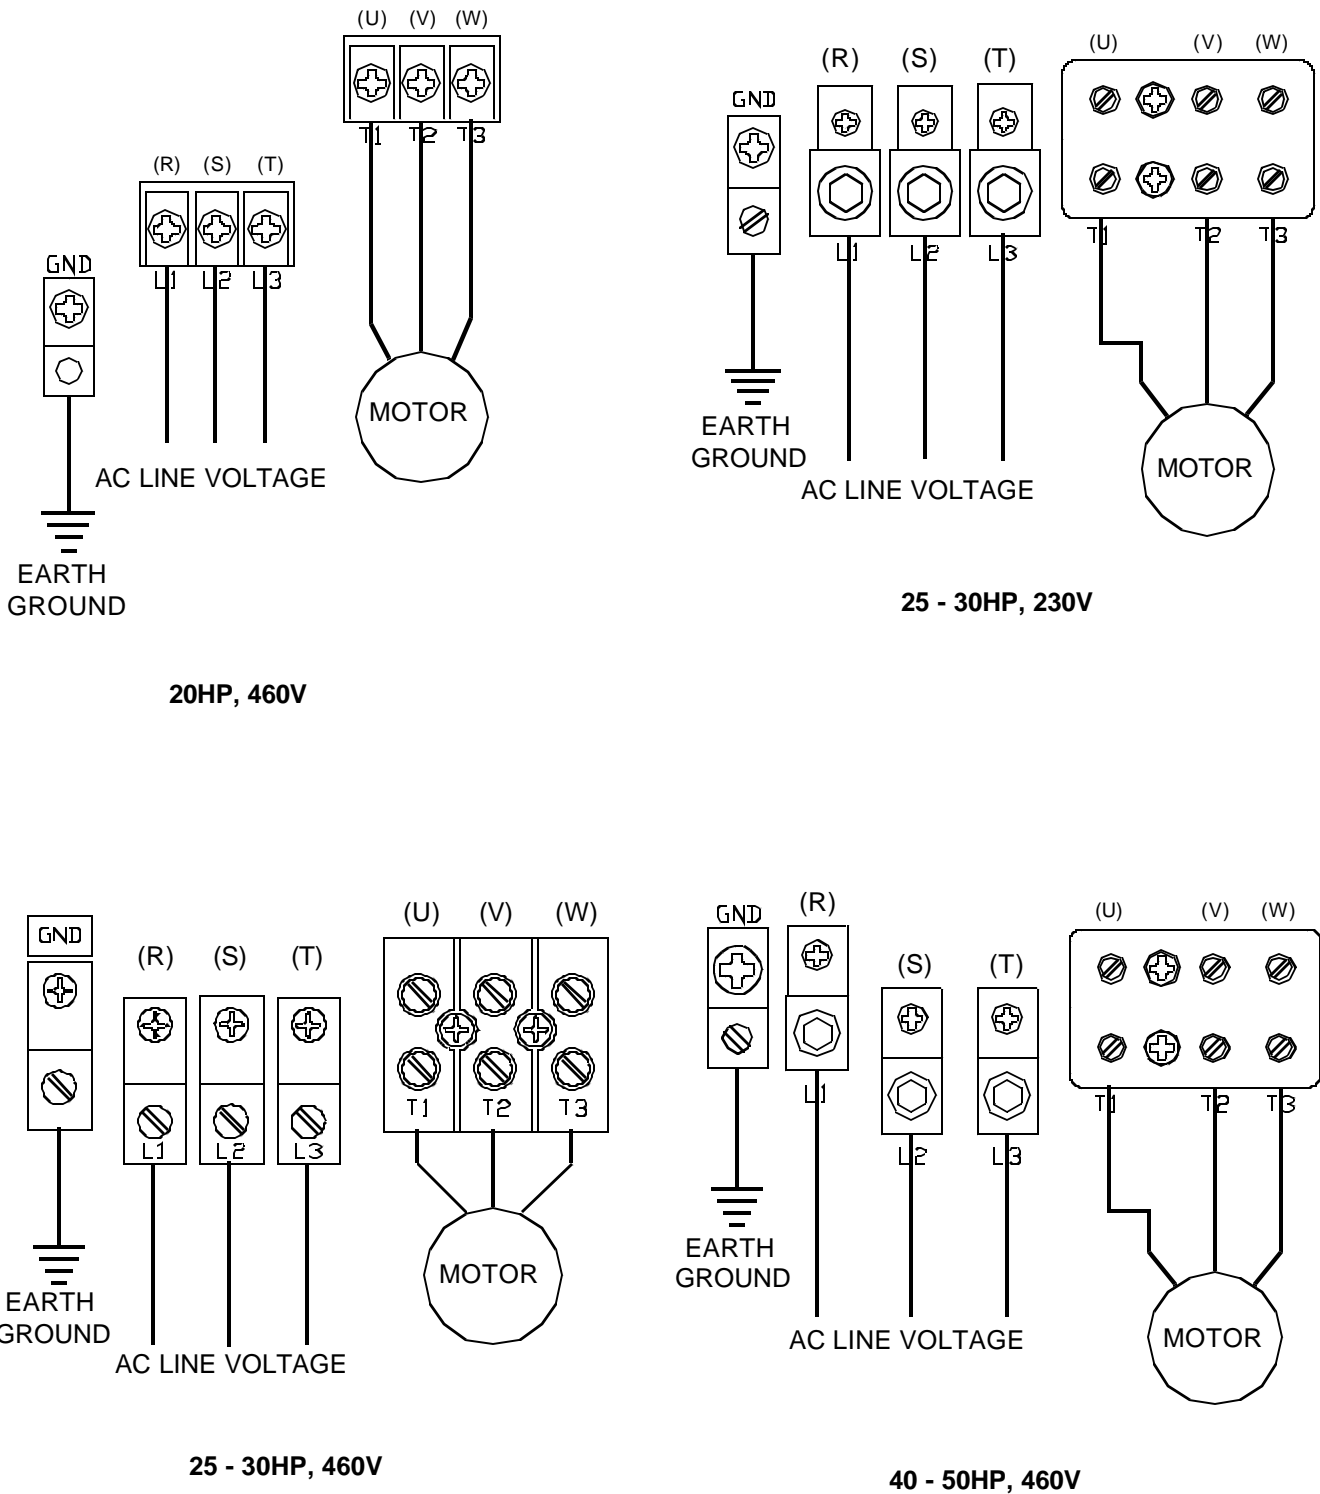 (U) (V) (W)
T1 T2 T3
(R) (S) (T)
L1 L2 L3
GND
MOTOR
AC LINE VOLTAGE
EARTH
GROUND
20HP, 460V
(R) (S) (T)
(U) (V) (W)
GND
L1 L2 L3
T1 T2 T3
EARTH
GROUND
AC LINE VOLTAGE
MOTOR
25 - 30HP, 230V
GND
(R) (S) (T)
(U) (V) (W)
L1 L2 L3
T1 T2 T3
MOTOR
EARTH
GROUND
AC LINE VOLTAGE
25 - 30HP, 460V
GND
(R)
(S) (T)
(U) (V) (W)
L1
L2 L3
T1 T2 T3
EARTH
GROUND
AC LINE VOLTAGE
MOTOR
40 - 50HP, 460V